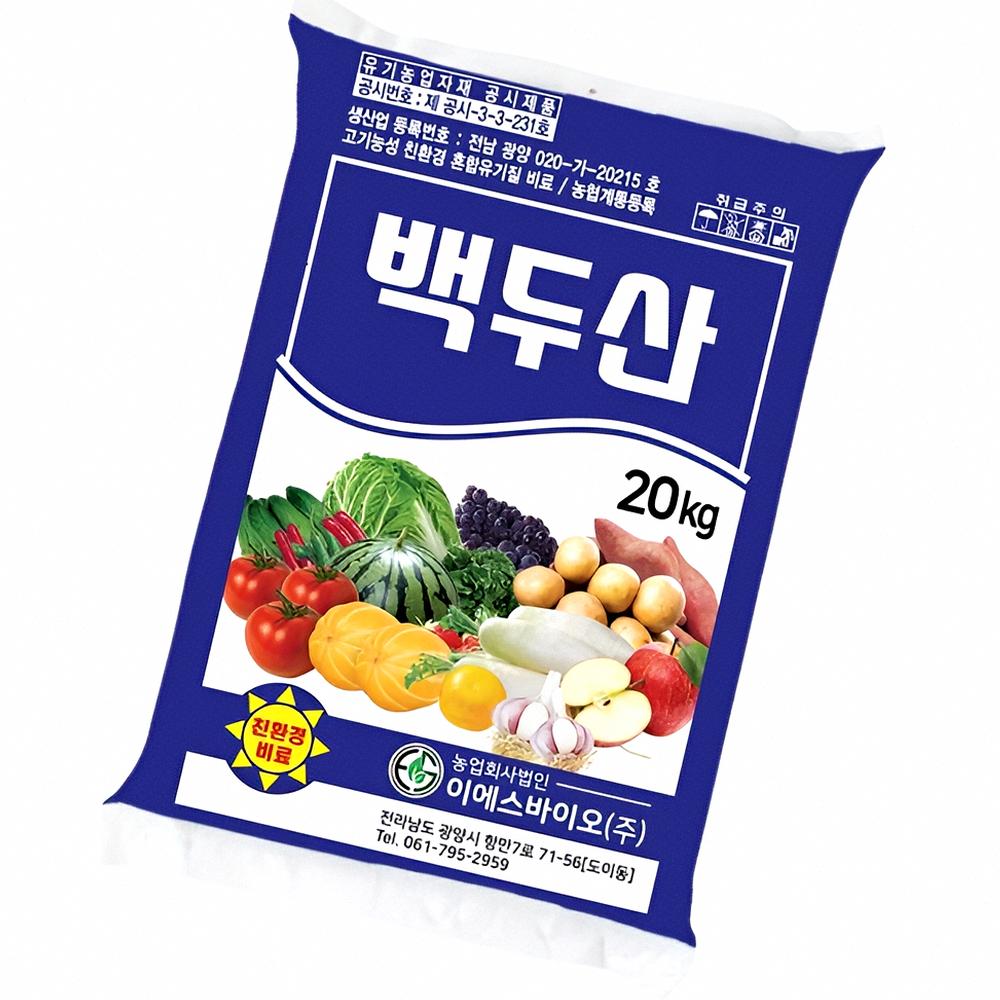 유기농업자재 공시제품
공시번호 : 제 공시-3-3-231호
생산업 등록번호 : 전남 광양 020-가-20215 호
고기능성 친환경 혼합유기질 비료 / 농협계통등록
취급주의
백두산
20kg
친환경
비료
농업회사법인
이에스바이오(주)
전라남도 광양시 항만7로 71-56[도이동]
Tel. 061-795-2959